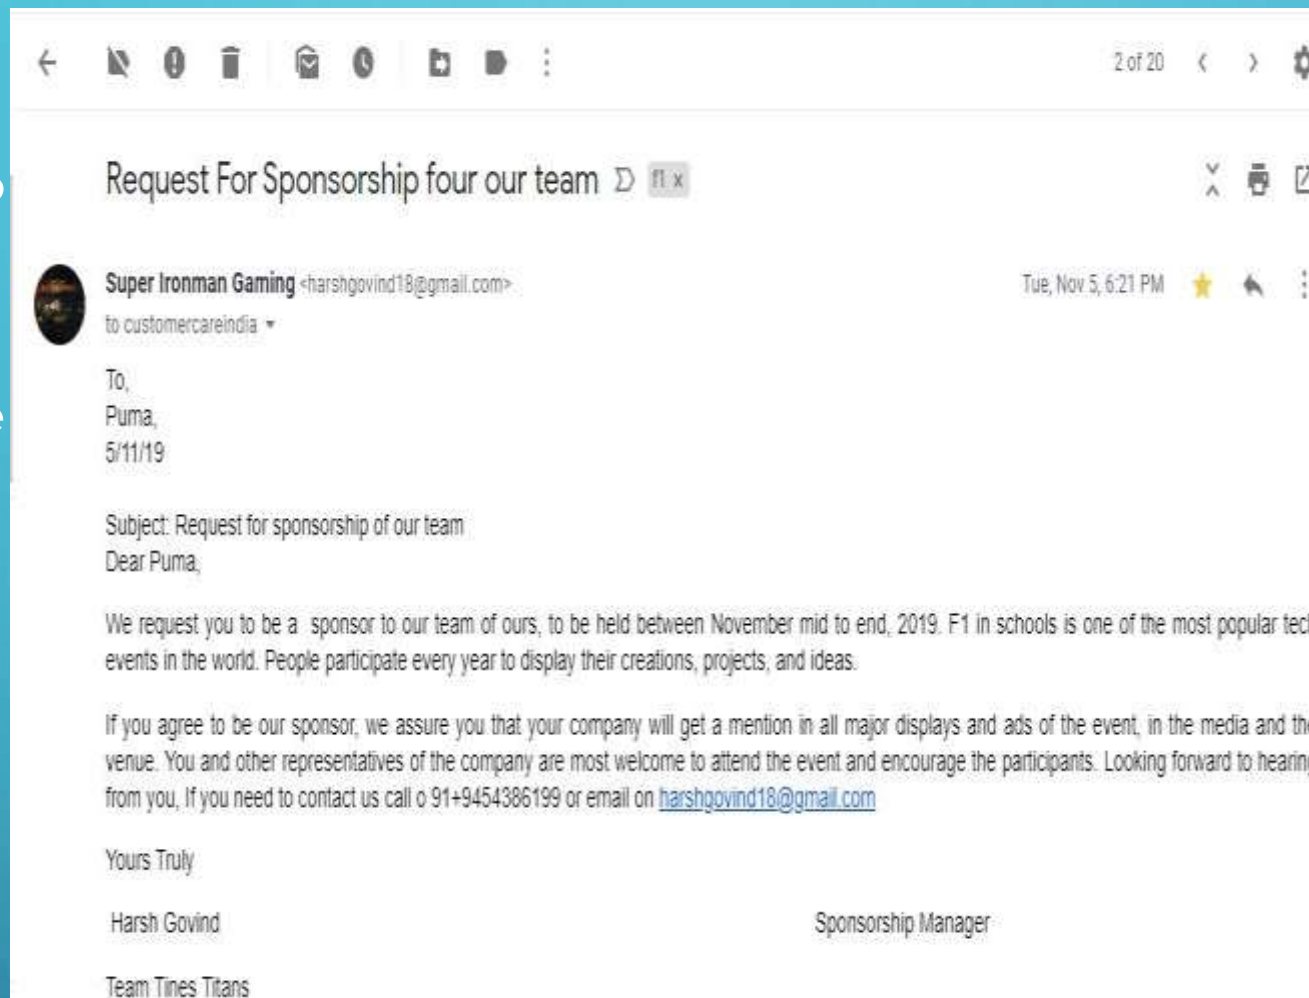 2 of 20
Request For Sponsorship four our team f1 x
Super Ironman Gaming <harshgovind18@gmail.com> Tue, Nov 5, 6:21 PM
to customercareindia
To,
Puma,
5/11/19
Subject: Request for sponsorship of our team
Dear Puma,
We request you to be a sponsor to our team of ours, to be held between November mid to end, 2019. F1 in schools is one of the most popular tech
events in the world. People participate every year to display their creations, projects, and ideas.
If you agree to be our sponsor, we assure you that your company will get a mention in all major displays and ads of the event, in the media and the
venue. You and other representatives of the company are most welcome to attend the event and encourage the participants. Looking forward to hearing
from you, If you need to contact us call o 91+9454386199 or email on harshgovind18@gmail.com
Yours Truly
Harsh Govind Sponsorship Manager
Team Tines Titans